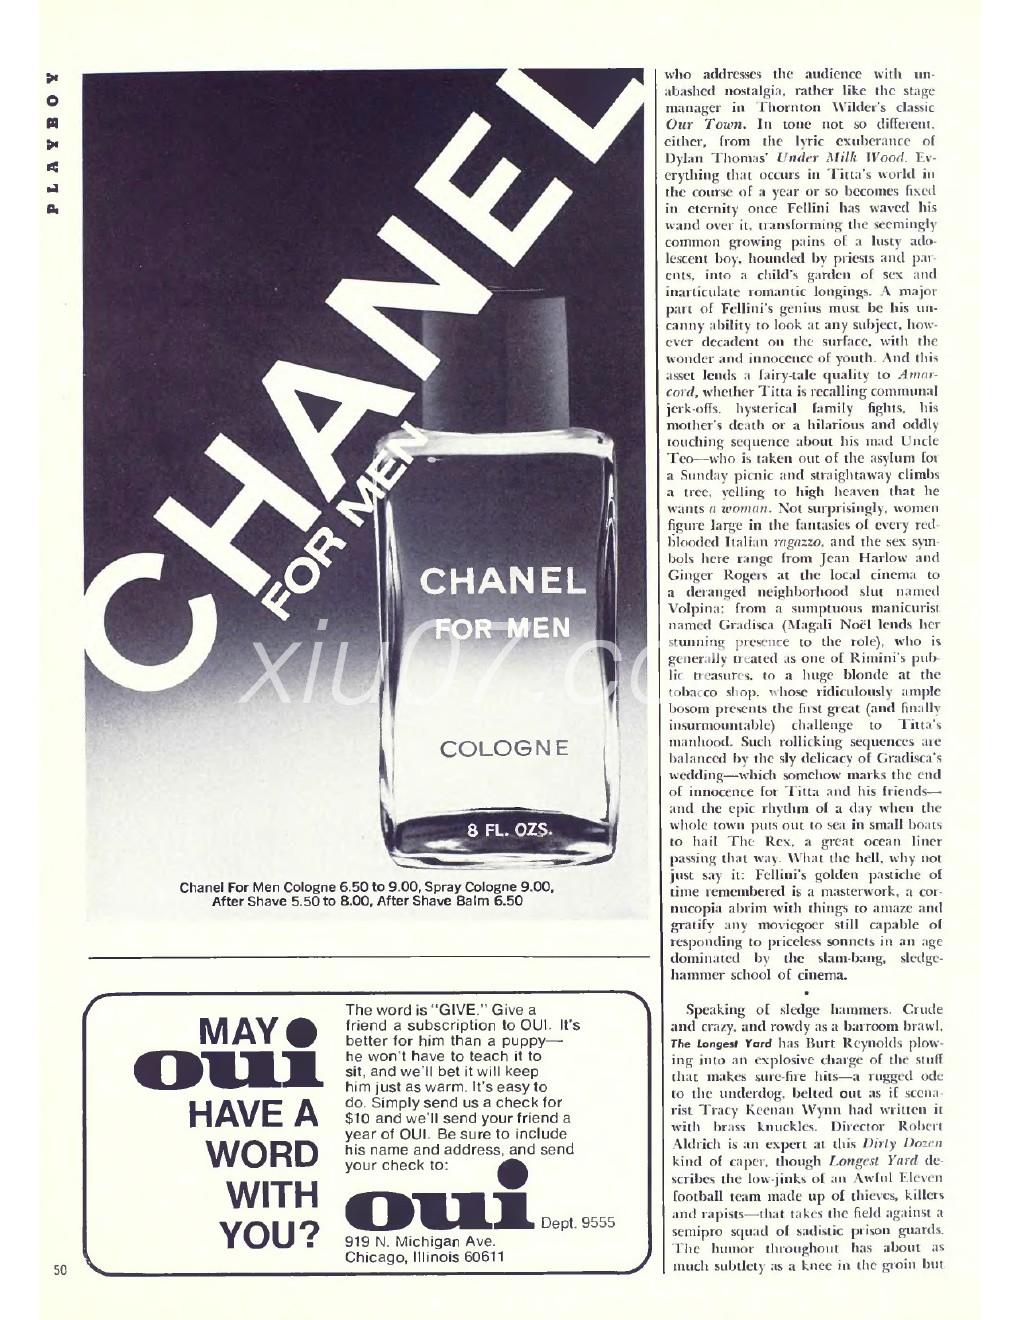 PLAYBOY
CHANEL
FOR MEN
CHANEL
FOR MEN
COLOGNE
8 FL. OZS.
Chanel For Men Cologne 6.50 to 9.00, Spray Cologne 9.00,
After Shave 5.50 to 8.00, After Shave Balm 6.50
MAY
oui
HAVE A
WORD
WITH
YOU?
The word is "GIVE." Give a
friend a subscription to OUI. It's
better for him than a puppy—
he won't have to teach it to
sit, and we'll bet it will keep
him just as warm. It's easy to
do. Simply send us a check for
$10 and we'll send your friend a
year of OUI. Be sure to include
his name and address, and send
your check to:
oui
Dept. 9555
919 N. Michigan Ave.
Chicago, Illinois 60611
50
who addresses the audience with un-
abashed nostalgia, rather like the stage
manager in Thornton Wilder's classic
Our Town. In tone not so different,
either, from the lyric exuberance of
Dylan Thomas' Under Milk Wood. Ev-
erything that occurs in Titta's world in
the course of a year or so becomes fixed
in eternity once Fellini has waved his
wand over it, transforming the seemingly
common growing pains of a lusty ado-
lescent boy, hounded by priests and par-
ents, into a child's garden of sex and
inarticulate romantic longings. A major
part of Fellini's genius must be his un-
canny ability to look at any subject, how-
ever decadent on the surface, with the
wonder and innocence of youth. And this
asset lends a fairy-tale quality to Amar-
cord, whether Titta is recalling communal
jerk-offs, hysterical family fights, his
mother's death or a hilarious and oddly
touching sequence about his mad Uncle
Teo—who is taken out of the asylum for
a Sunday picnic and straightaway climbs
a tree, yelling to high heaven that he
wants a woman. Not surprisingly, women
figure large in the fantasies of every red-
blooded Italian ragazzo, and the sex sym-
bols here range from Jean Harlow and
Ginger Rogers at the local cinema to
a deranged neighborhood slut named
Volpina; from a sumptuous manicurist
named Gradisca (Magali Noël lends her
stunning presence to the role), who is
generally treated as one of Rimini's pub-
lic treasures, to a huge blonde at the
tobacco shop, whose ridiculously ample
bosom presents the first great (and finally
insurmountable) challenge to Titta's
manhood. Such rollicking sequences are
balanced by the sly delicacy of Gradisca's
wedding—which somehow marks the end
of innocence for Titta and his friends—
and the epic rhythm of a day when the
whole town puts out to sea in small boats
to hail The Rex, a great ocean liner
passing that way. What the hell, why not
just say it: Fellini's golden pastiche of
time remembered is a masterwork, a cor-
nucopia abrim with things to amaze and
gratify any moviegoer still capable of
responding to priceless sonnets in an age
dominated by the slam-bang, sledge-
hammer school of cinema.
•
Speaking of sledge hammers. Crude
and crazy, and rowdy as a barroom brawl,
The Longest Yard has Burt Reynolds plow-
ing into an explosive charge of the stuff
that makes sure-fire hits—a rugged ode
to the underdog, belted out as if scena-
rist Tracy Keenan Wynn had written it
with brass knuckles. Director Robert
Aldrich is an expert at this Dirty Dozen
kind of caper, though Longest Yard de-
scribes the low-jinks of an Awful Eleven
football team made up of thieves, killers
and rapists—that takes the field against a
semipro squad of sadistic prison guards.
The humor throughout has about as
much subtlety as a knee in the groin but